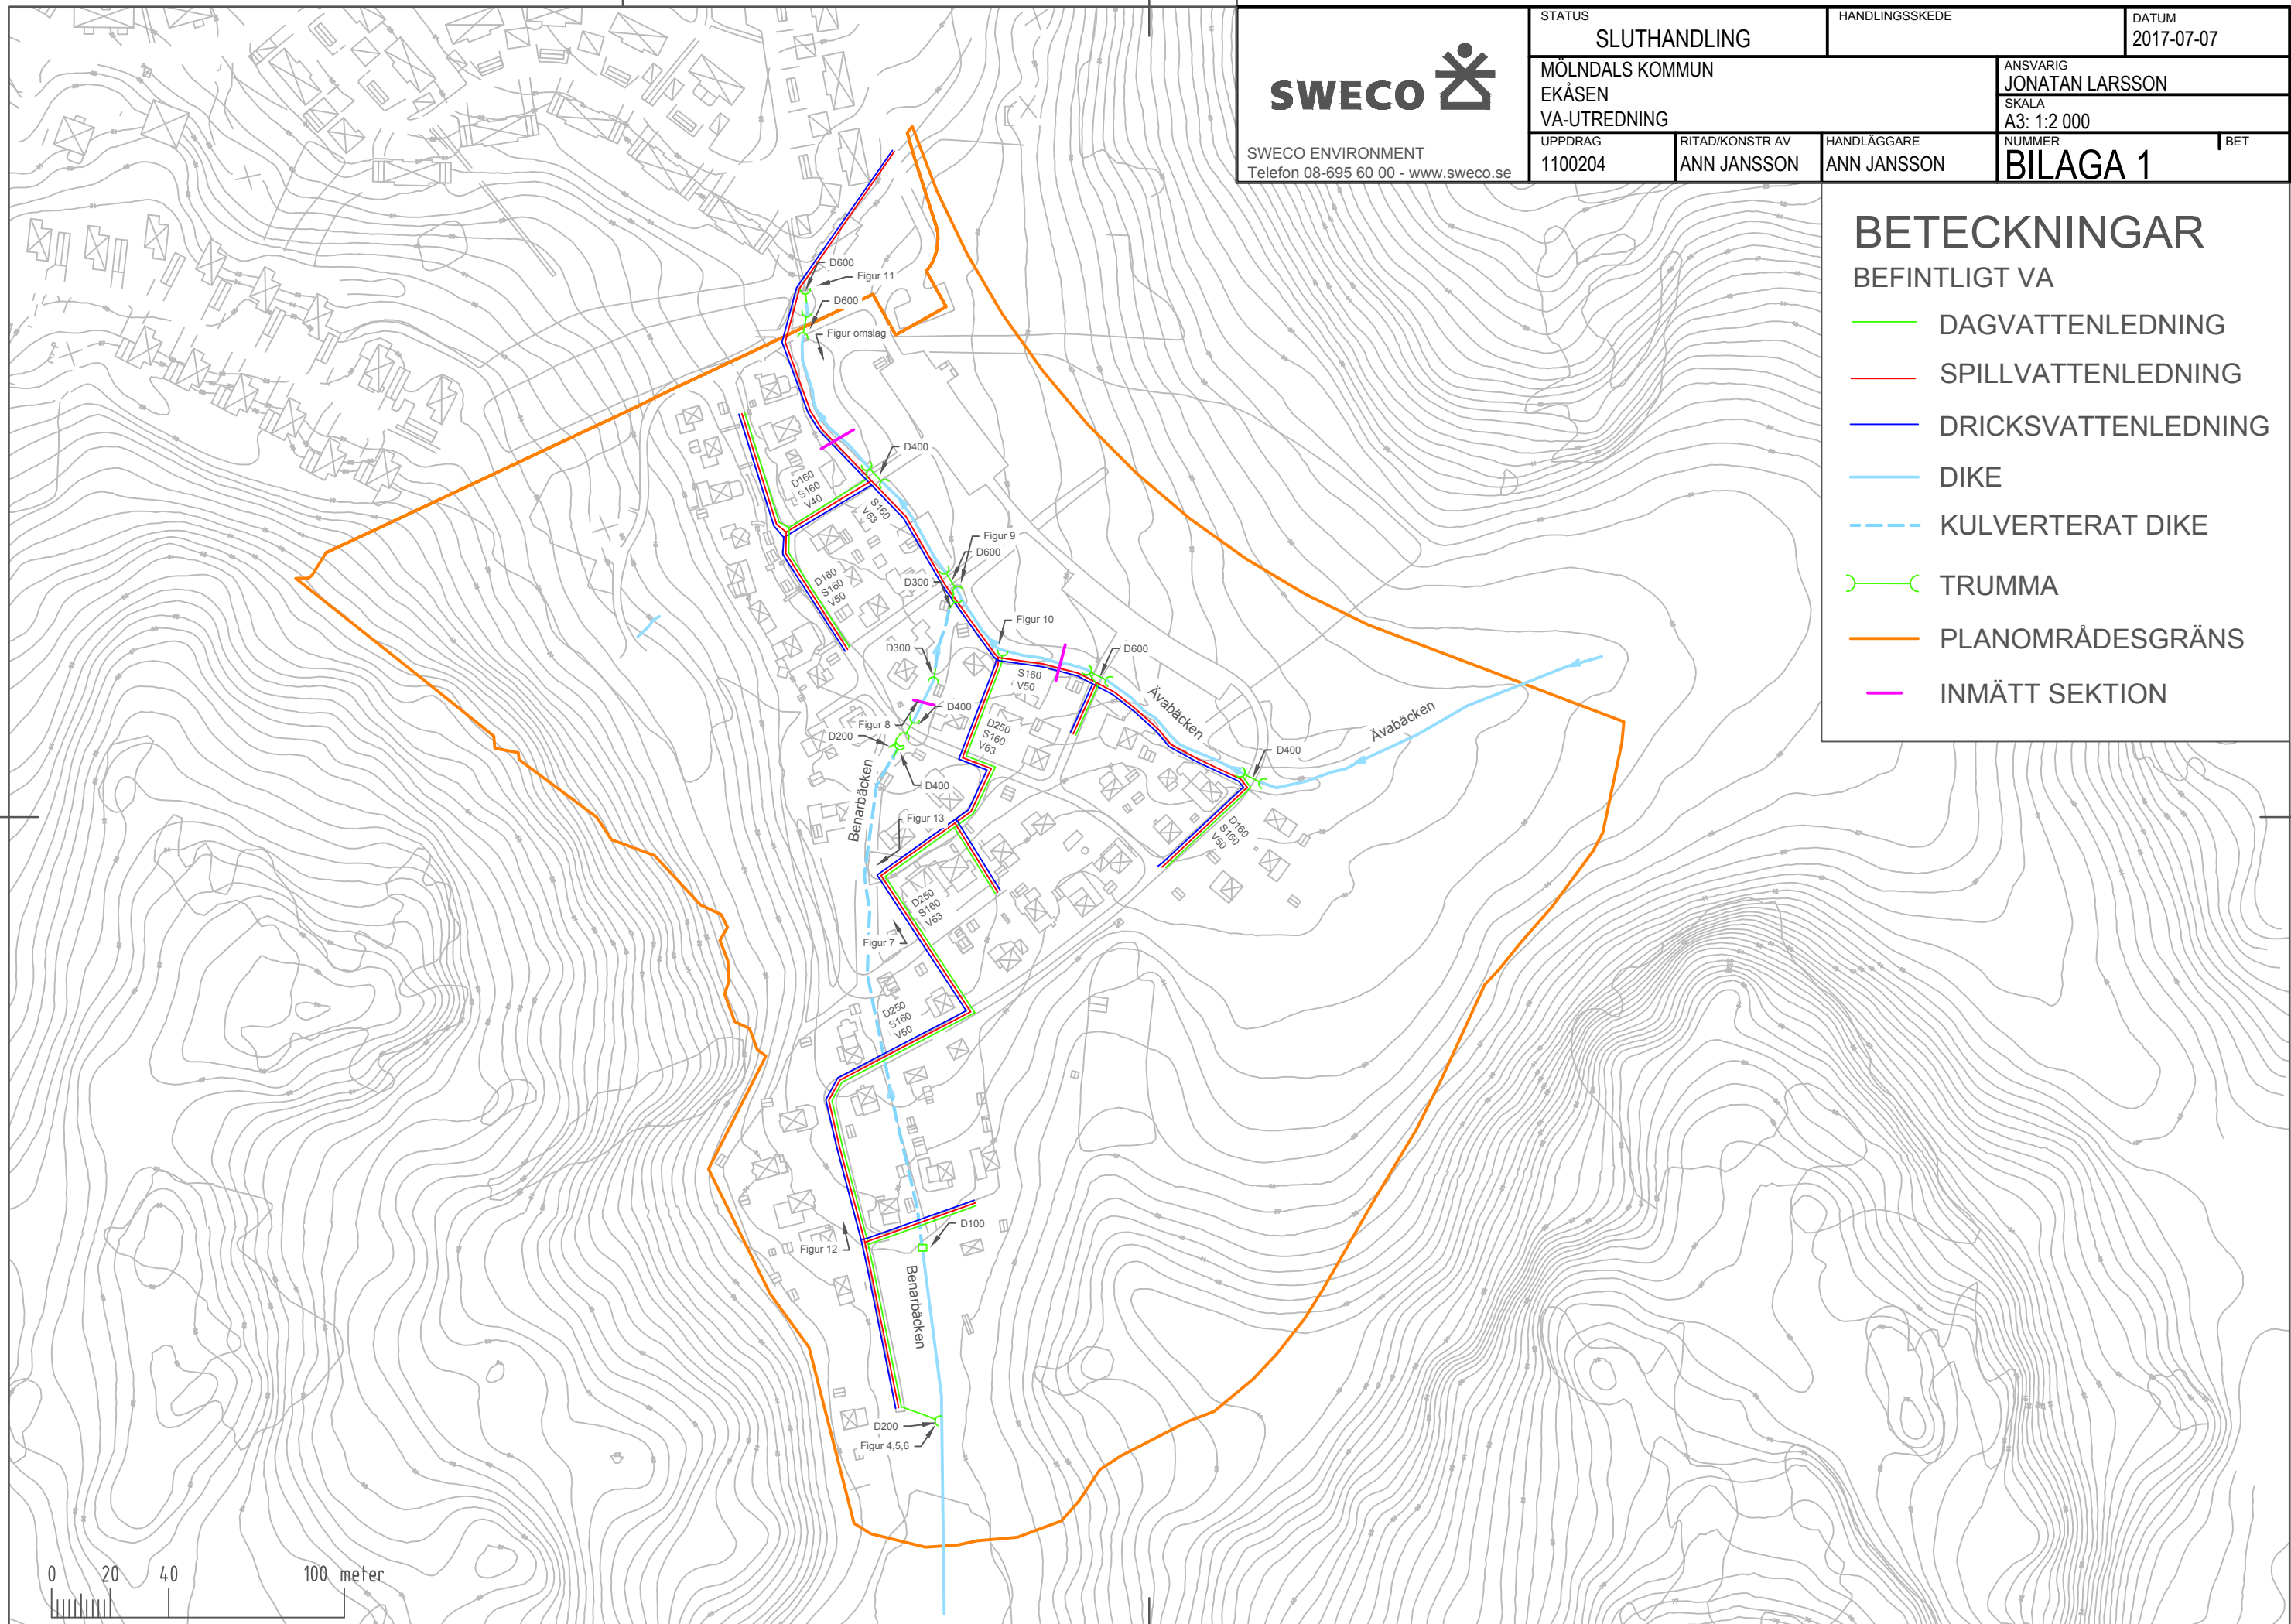 SWECO
SWECO ENVIRONMENT
Telefon 08-695 60 00 - www.sweco.se
STATUS
SLUTHANDLING
HANDLINGSSKEDE
DATUM
2017-07-07
MÖLNDALS KOMMUN
EKÅSEN
VA-UTREDNING
ANSVARIG
JONATAN LARSSON
SKALA
A3: 1:2 000
UPPDRAG
1100204
RITAD/KONSTR AV
ANN JANSSON
HANDLÄGGARE
ANN JANSSON
NUMMER
BILAGA 1
BET
BETECKNINGAR
BEFINTLIGT VA
DAGVATTENLEDNING
SPILLVATTENLEDNING
DRICKSVATTENLEDNING
DIKE
KULVERTERAT DIKE
TRUMMA
PLANOMRÅDESGRÄNS
INMÄTT SEKTION
D600
Figur 11
D600
Figur omslag
D400
D160
S160
V40
S160
V63
Figur 9
D600
D300
D160
S160
V50
Figur 10
D300
D600
S160
V50
Ävabäcken
Ävabäcken
D400
Figur 8
D200
D250
S160
V63
D400
D400
Benarbäcken
Figur 13
D160
S160
V50
D250
S160
V63
Figur 7
D250
S160
V50
D100
Figur 12
Benarbäcken
D200
Figur 4,5,6
0 20 40 100 meter